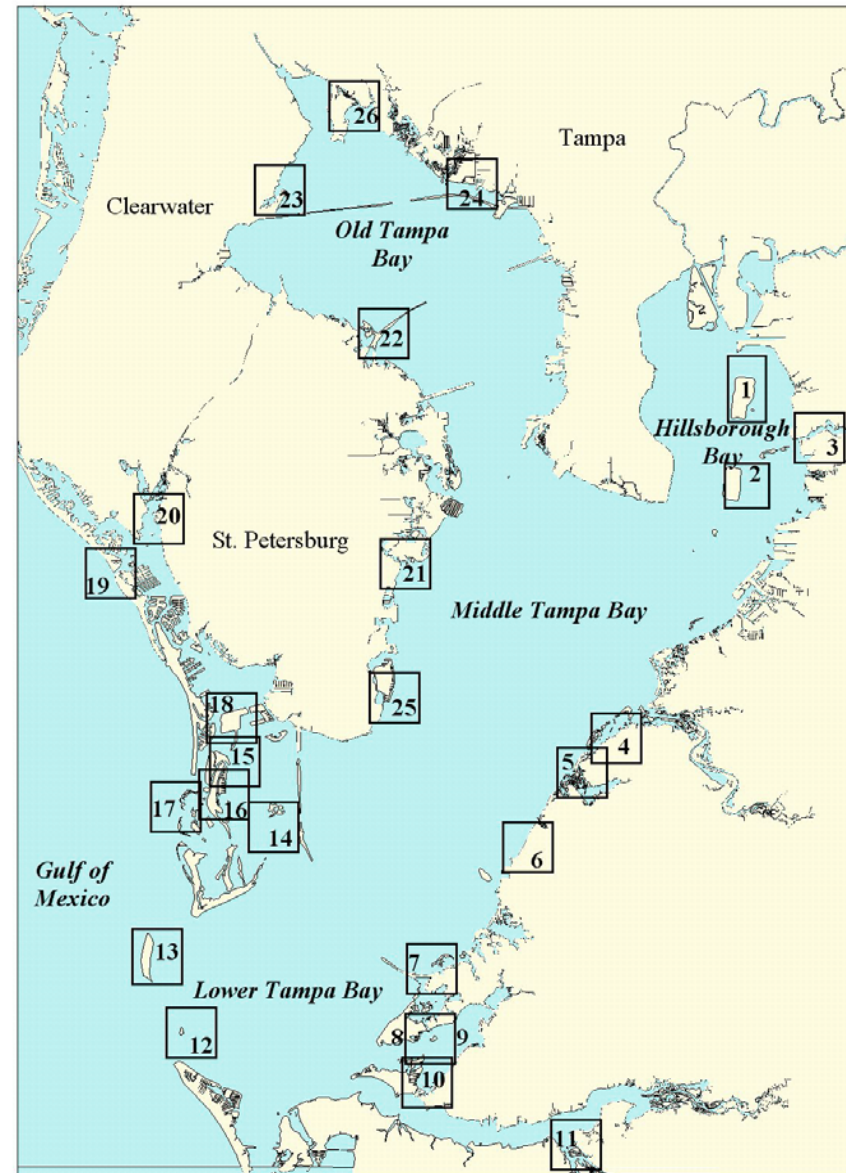 26
Tampa
23
24
Clearwater
Old Tampa
Bay
22
1
Hillsborough
Bay
3
2
20
St. Petersburg
21
19
Middle Tampa Bay
18
25
4
15
5
17
16
14
6
Gulf of
Mexico
13
7
Lower Tampa Bay
12
8
9
10
11